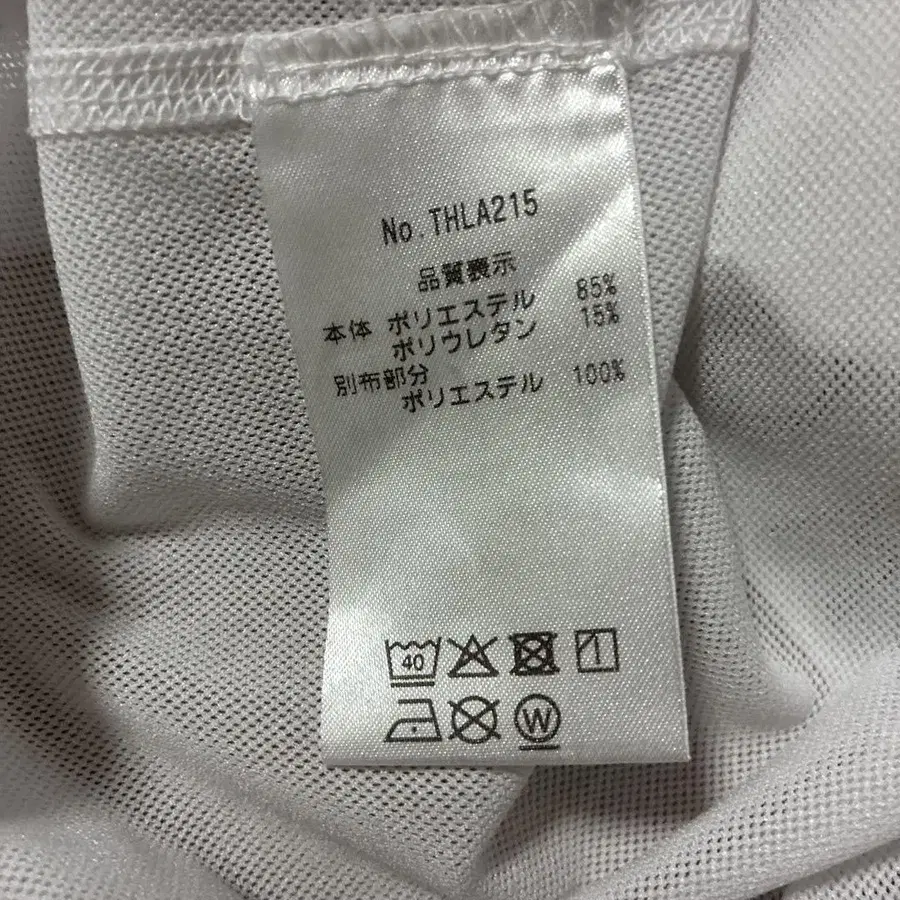 No.THLA215
品質表示
本体 ポリエステル 85%
ポリウレタン 15%
別布部分
ポリエステル 100%
40
W